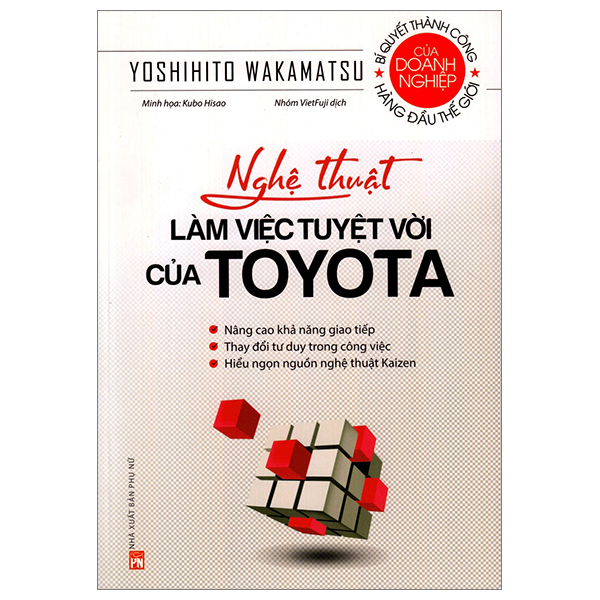 YOSHIHITO WAKAMATSU
Minh họa: Kubo Hisao
Nhóm VietFuji dịch
BÍ QUYẾT THÀNH CÔNG
CỦA
DOANH
NGHIỆP
HÀNG ĐẦU THẾ GIỚI
Nghệ thuật
LÀM VIỆC TUYỆT VỜI
CỦA TOYOTA
Nâng cao khả năng giao tiếp
Thay đổi tư duy trong công việc
Hiểu ngọn nguồn nghệ thuật Kaizen
NHÀ XUẤT BẢN PHỤ NỮ
PN